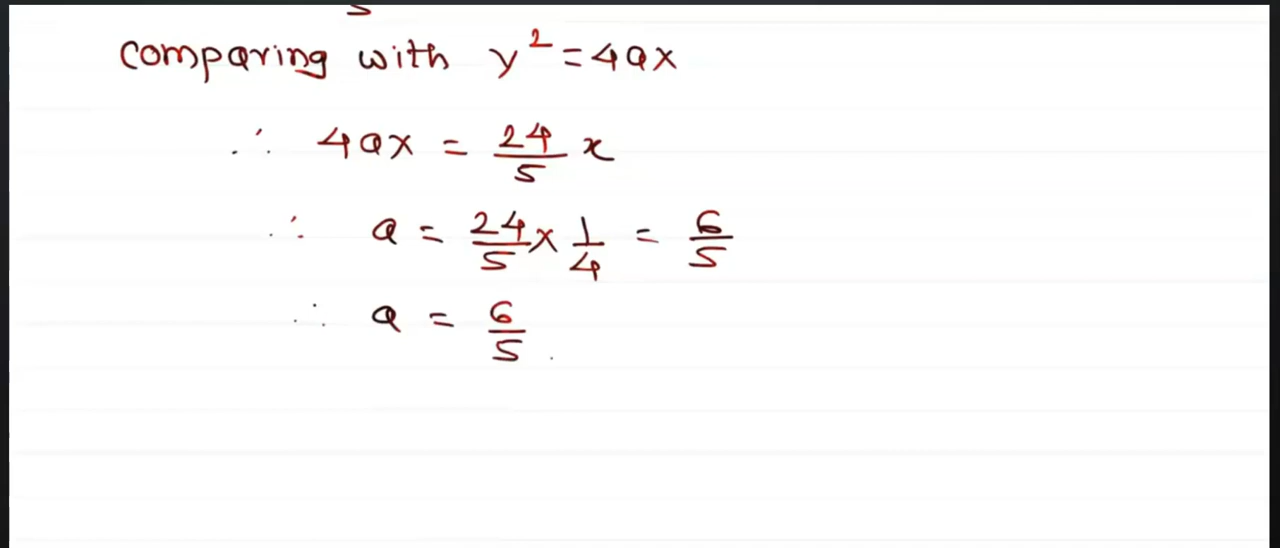 comparing with y² = 4ax
∴ 4ax = 24/5 x
∴ a = 24/5 × 1/4 = 6/5
∴ a = 6/5 .